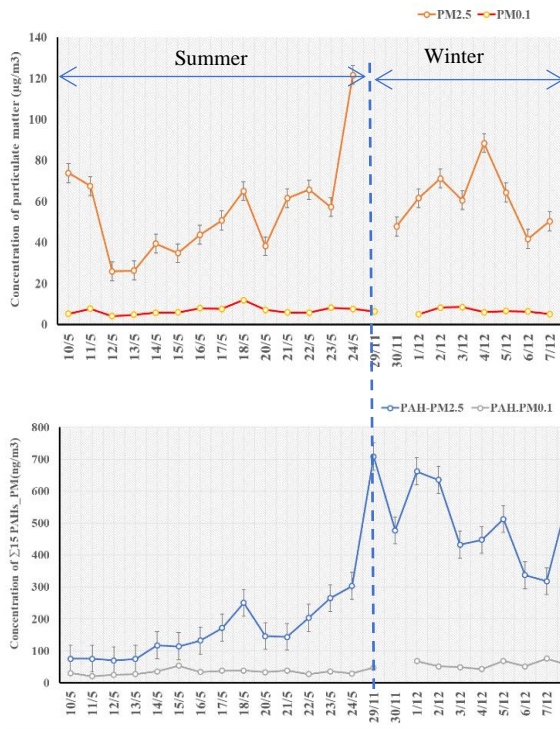 PM2.5 PM0.1
Summer
Winter
Concentration of particulate matter (µg/m3)
140
120
100
80
60
40
20
0
10/5 11/5 12/5 13/5 14/5 15/5 16/5 17/5 18/5 20/5 21/5 22/5 23/5 24/5 29/11 30/11 1/12 2/12 3/12 4/12 5/12 6/12 7/12
PAH-PM2.5 PAH.PM0.1
Concentration of ∑15 PAHs_PM(ng/m3)
800
700
600
500
400
300
200
100
0
10/5 11/5 12/5 13/5 14/5 15/5 16/5 17/5 18/5 20/5 21/5 22/5 23/5 24/5 29/11 30/11 1/12 2/12 3/12 4/12 5/12 6/12 7/12